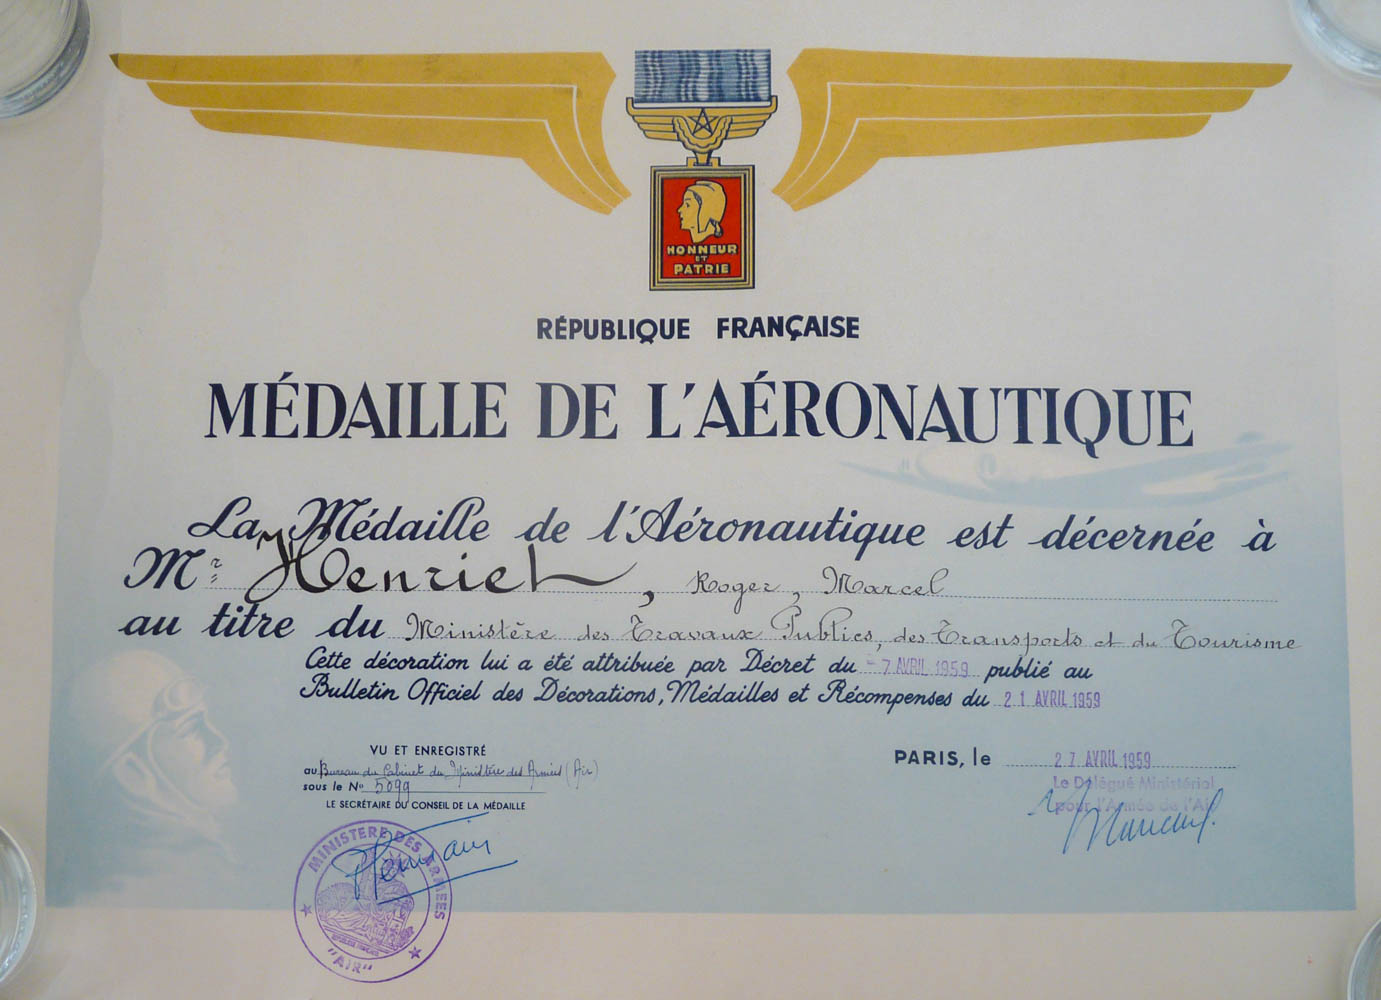 HONNEUR
ET
PATRIE
RÉPUBLIQUE FRANÇAISE
MÉDAILLE DE L'AÉRONAUTIQUE
La Médaille de l'Aéronautique est décernée à
Mr Henriet, Roger, Marcel
au titre du Ministère des Travaux Publics, des Transports et du Tourisme
Cette décoration lui a été attribuée par Décret du -7 AVRIL 1959 publié au
Bulletin Officiel des Décorations, Médailles et Récompenses du 21 AVRIL 1959
VU ET ENREGISTRÉ
au Bureau du Cabinet du Ministère des Armées (Air)
sous le No 5099
LE SECRÉTAIRE DU CONSEIL DE LA MÉDAILLE
PARIS, le 27 AVRIL 1959
Le Délégué Ministériel
pour l'Armée de l'Air
MINISTERE DES ARMEES
"AIR"